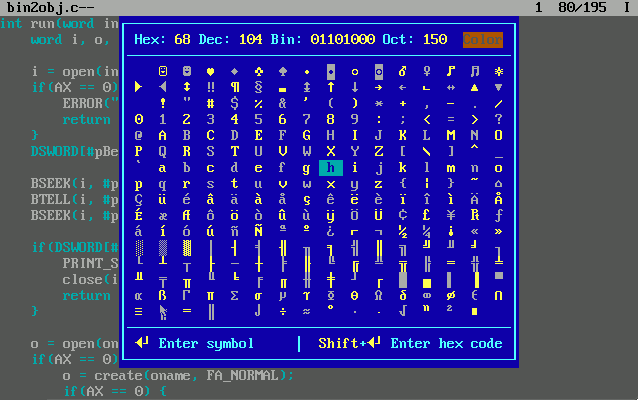 bin2obj.c-- 1 80/195 I
int run(word in
word i, o,
Hex: 68 Dec: 104 Bin: 01101000 Oct: 150 Color
i = open(in
if(AX == 0)
ERROR("
return
}
DSWORD[#pBe
BSEEK(i, #p
BTELL(i, #p
BSEEK(i, #p
if(DSWORD[#
PRINT_S
close(i
return
}
☺ ☻ ♥ ♦ ♣ ♠ • ◘ ○ ◙ ♂ ♀ ♪ ♫ ☼
► ◄ ↕ ‼ ¶ § ▬ ↨ ↑ ↓ → ← ∟ ↔ ▲ ▼
! " # $ % & ' ( ) * + , - . /
0 1 2 3 4 5 6 7 8 9 : ; < = > ?
@ A B C D E F G H I J K L M N O
P Q R S T U V W X Y Z [ \ ] ^ _
` a b c d e f g h i j k l m n o
p q r s t u v w x y z { ¦ } ~ ⌂
Ç ü é â ä à å ç ê ë è ï î ì Ä Å
É æ Æ ô ö ò û ù ÿ Ö Ü ¢ £ ¥ ₧ ƒ
á í ó ú ñ Ñ ª º ¿ ⌐ ¬ ½ ¼ ¡ « »
░ ▒ ▓ │ ┤ ╡ ╢ ╖ ╕ ╣ ║ ╗ ╝ ╜ ╛ ┐
└ ┴ ┬ ├ ─ ┼ ╞ ╟ ╚ ╔ ╩ ╦ ╠ ═ ╬ ╧
╨ ╤ ╥ ╙ ╘ ╒ ╓ ╫ ╪ ┘ ┌ █ ▄ ▌ ▐ ▀
α ß Γ π Σ σ µ τ Φ Θ Ω δ ∞ ø ε ∩
≡ ≥ ═ ║ ⌡ ÷ ≈ ° ∙ · √ ⁿ ² ■
↵ Enter symbol | Shift+↵ Enter hex code
o = open(on
if(AX == 0)
o = create(oname, FA_NORMAL);
if(AX == 0) {